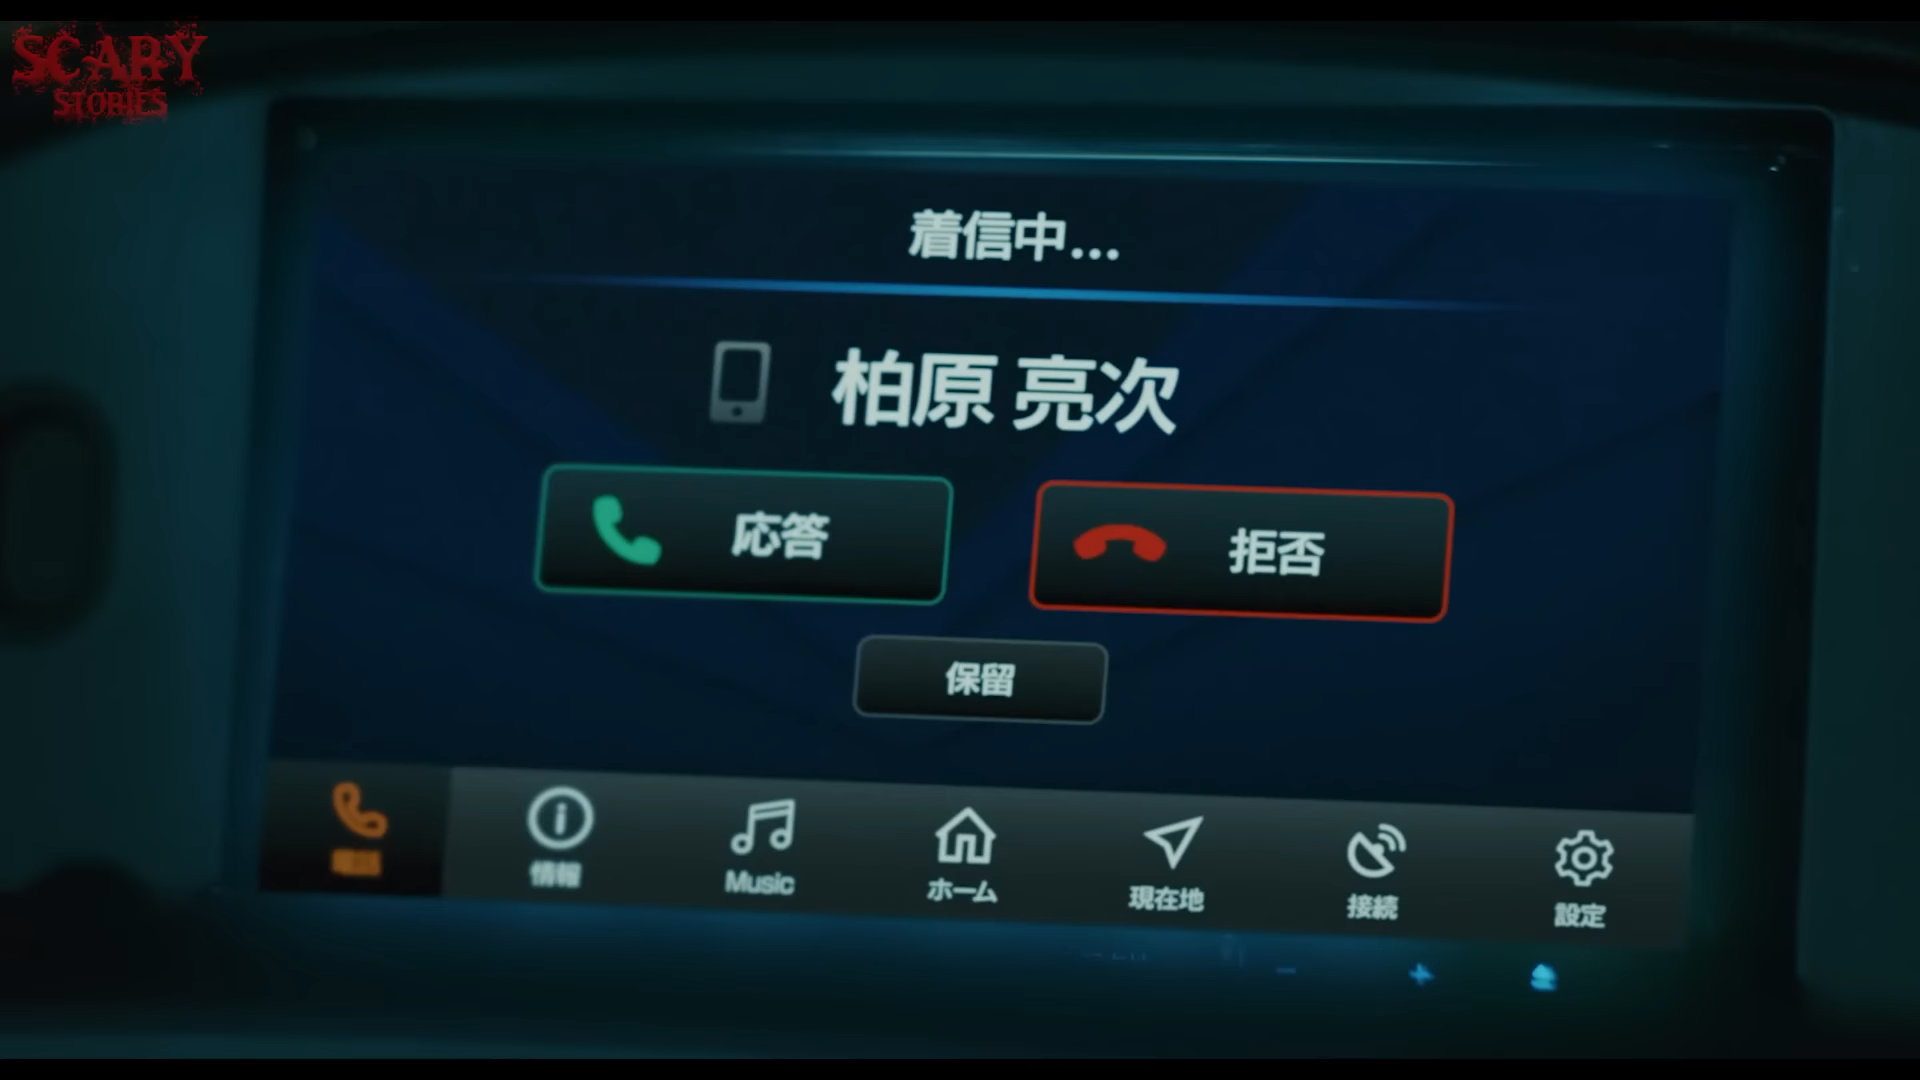 SCARY
STORIES
着信中...
柏原 亮次
応答
拒否
保留
情報
Music
ホーム
現在地
接続
設定